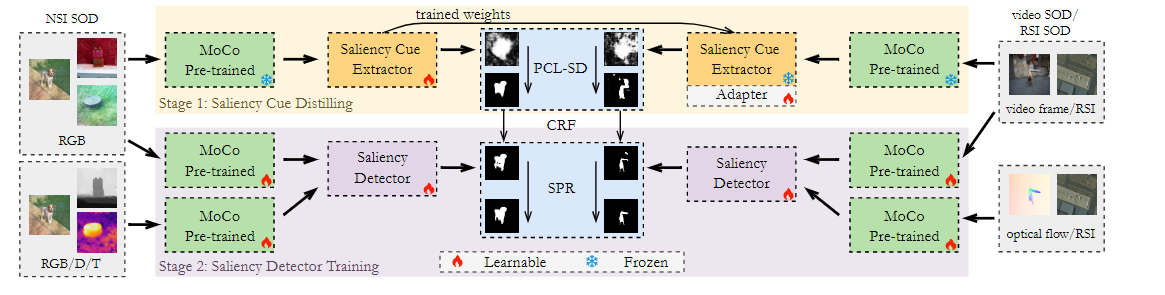 NSI SOD
RGB
RGB/D/T
trained weights
MoCo
Pre-trained
Saliency Cue
Extractor
PCL-SD
Saliency Cue
Extractor
Adapter
MoCo
Pre-trained
Stage 1: Saliency Cue Distilling
CRF
MoCo
Pre-trained
MoCo
Pre-trained
Saliency
Detector
SPR
Saliency
Detector
MoCo
Pre-trained
MoCo
Pre-trained
Stage 2: Saliency Detector Training
Learnable
Frozen
video SOD/
RSI SOD
video frame/RSI
optical flow/RSI